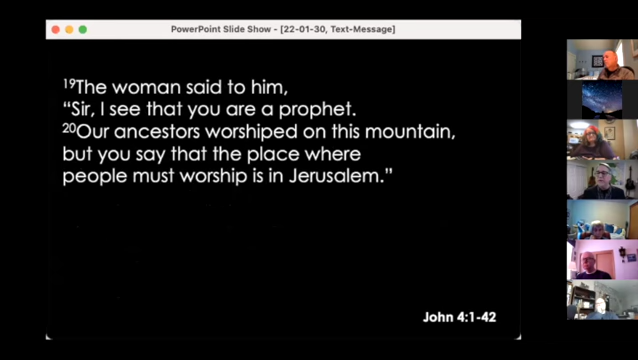 PowerPoint Slide Show - [22-01-30, Text-Message]
19The woman said to him,
“Sir, I see that you are a prophet.
20Our ancestors worshiped on this mountain,
but you say that the place where
people must worship is in Jerusalem.”
John 4:1-42